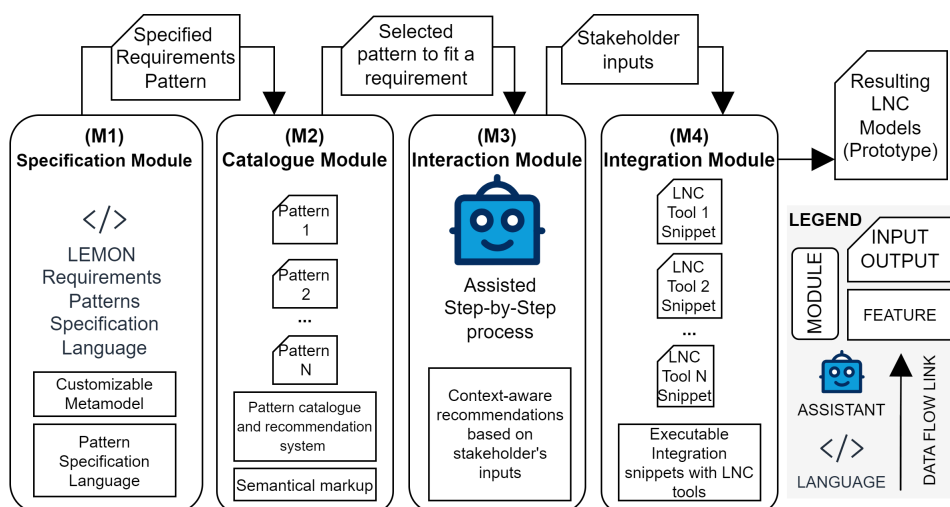 Specified
Requirements
Pattern
Selected
pattern to fit a
requirement
Stakeholder
inputs
Resulting
LNC
Models
(Prototype)
(M1)
Specification Module
</>
LEMON
Requirements
Patterns
Specification
Language
Customizable
Metamodel
Pattern
Specification
Language
(M2)
Catalogue Module
Pattern
1
Pattern
2
...
Pattern
N
Pattern catalogue
and recommendation
system
Semantical markup
(M3)
Interaction Module
Assisted
Step-by-Step
process
Context-aware
recommendations
based on
stakeholder's
inputs
(M4)
Integration Module
LNC
Tool 1
Snippet
LNC
Tool 2
Snippet
...
LNC
Tool N
Snippet
Executable
Integration
snippets with LNC
tools
LEGEND
MODULE
INPUT
OUTPUT
FEATURE
ASSISTANT
</>
LANGUAGE
DATA FLOW LINK